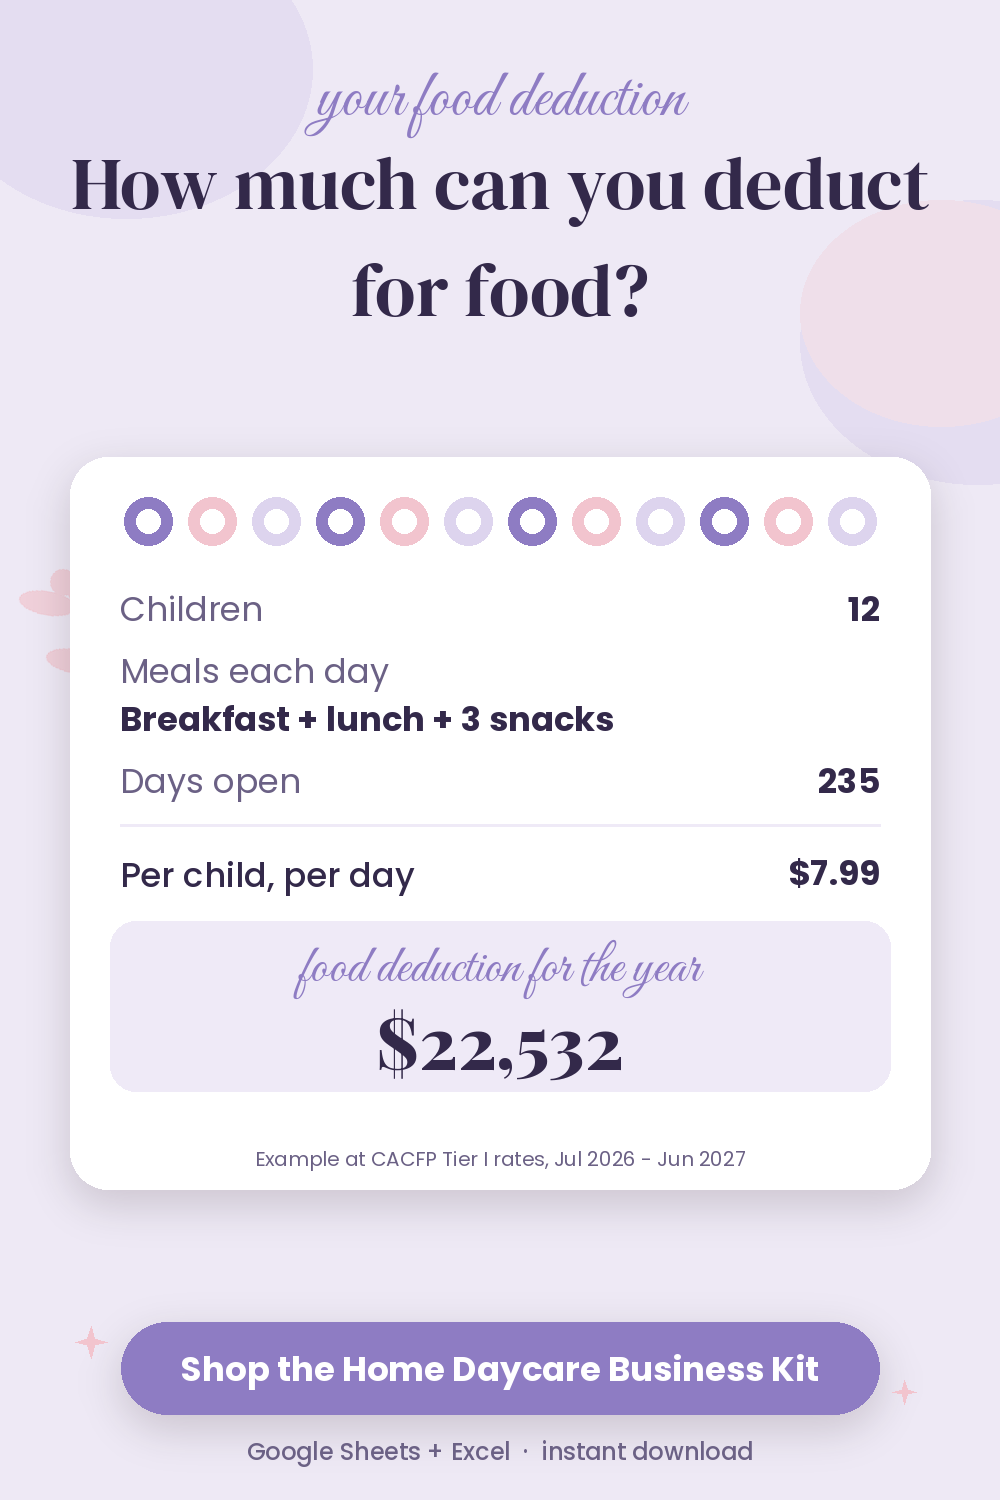 your food deduction
How much can you deduct
for food?
Children 12
Meals each day
Breakfast + lunch + 3 snacks
Days open 235
Per child, per day $7.99
food deduction for the year
$22,532
Example at CACFP Tier I rates, Jul 2026 - Jun 2027
Shop the Home Daycare Business Kit
Google Sheets + Excel · instant download